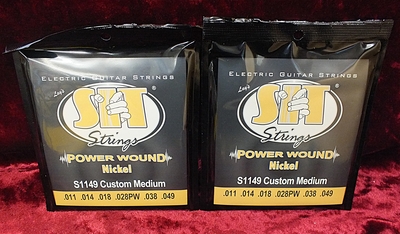 Electric Guitar Strings
SIT®
Strings
POWER WOUND
Nickel
S1149 Custom Medium
.011 .014 .018 .028PW .038 .049
Electric Guitar Strings
SIT®
Strings
POWER WOUND
Nickel
S1149 Custom Medium
.011 .014 .018 .028PW .038 .049